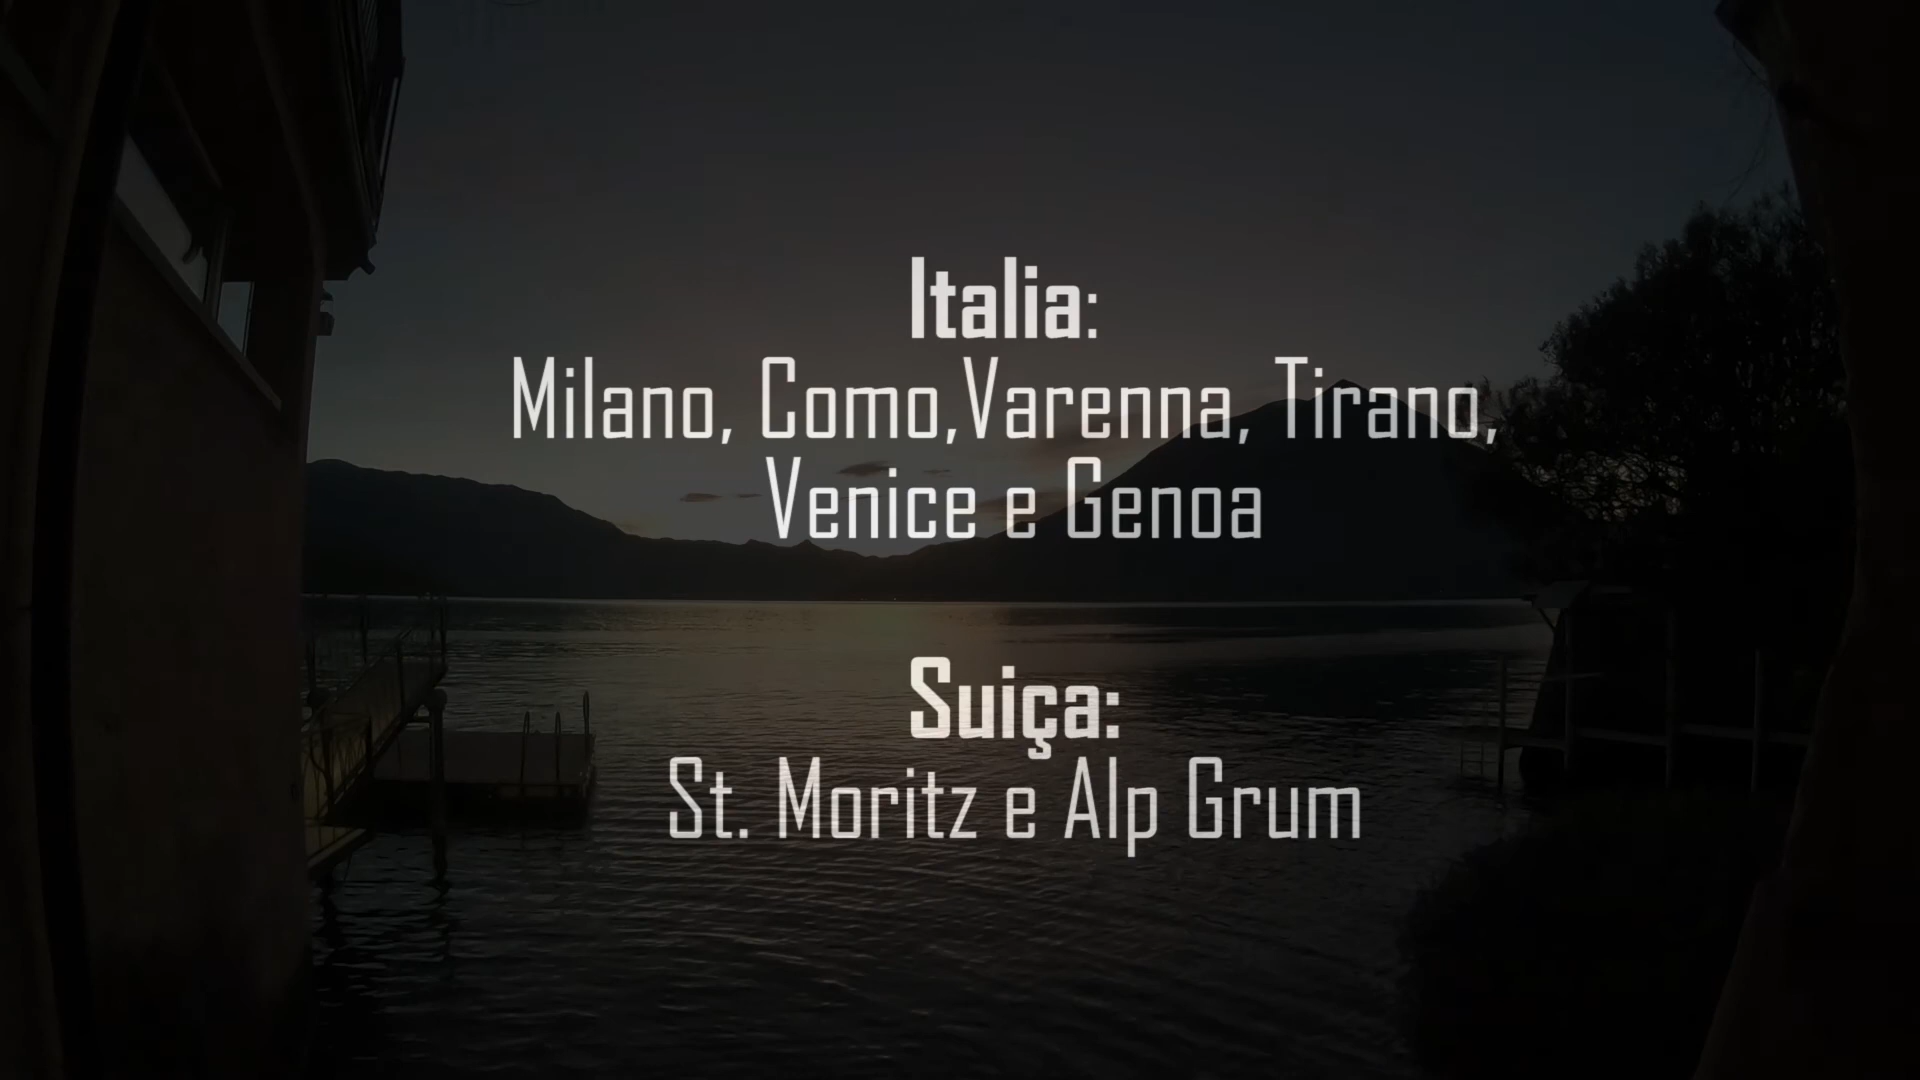 Italia:
Milano, Como,Varenna, Tirano,
Venice e Genoa
Suiça:
St. Moritz e Alp Grum